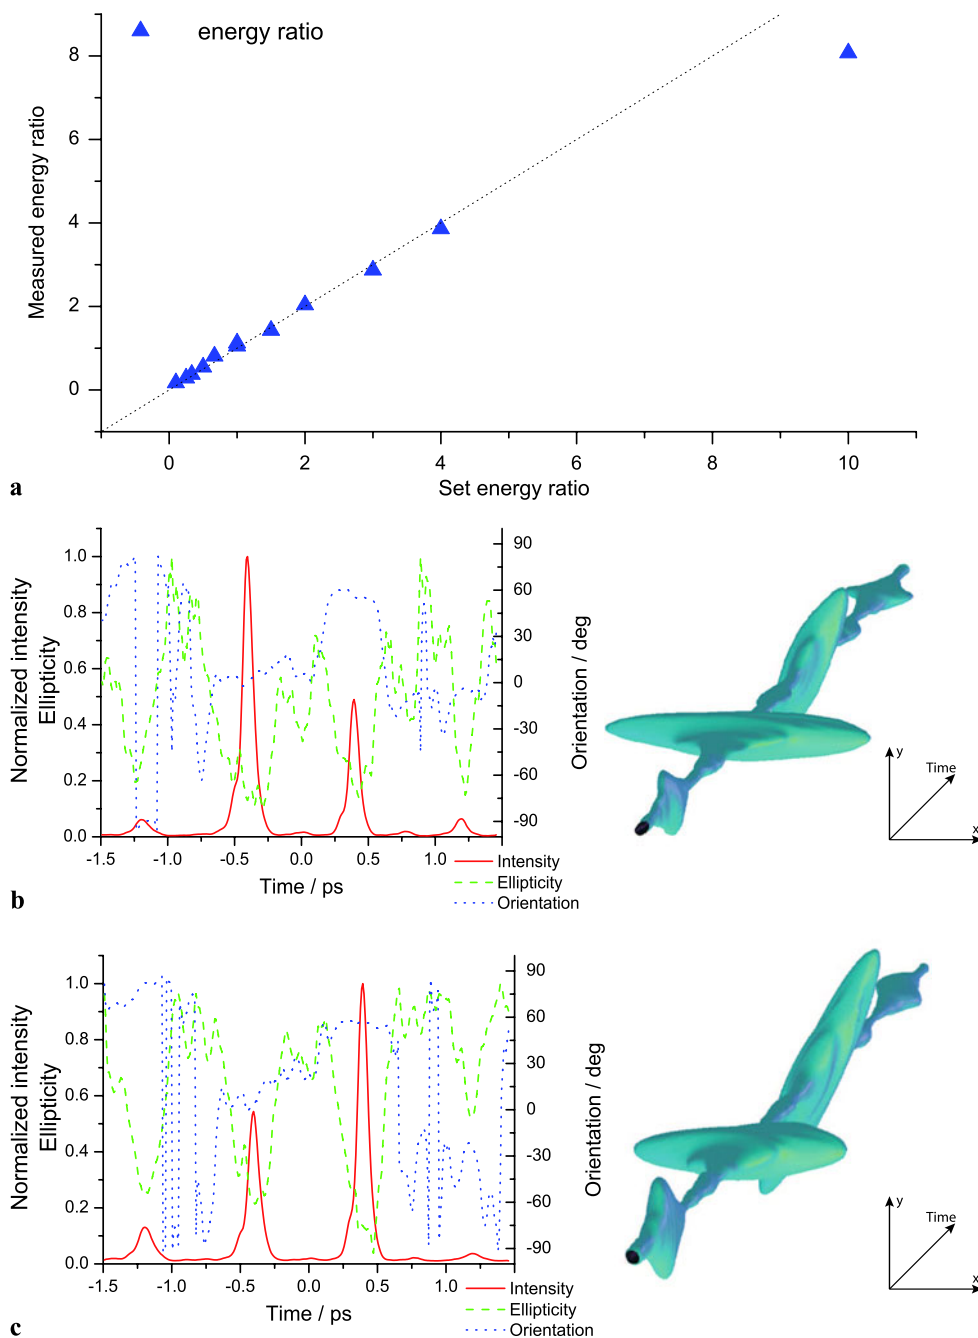 energy ratio
Measured energy ratio
8
6
4
2
0
0 2 4 6 8 10
Set energy ratio
a
Normalized intensity
Ellipticity
1.0
0.8
0.6
0.4
0.2
0.0
90
60
30
0
-30
-60
-90
Orientation / deg
-1.5 -1.0 -0.5 0.0 0.5 1.0
Time / ps
Intensity
Ellipticity
Orientation
y
Time
x
b
Normalized intensity
Ellipticity
1.0
0.8
0.6
0.4
0.2
0.0
90
60
30
0
-30
-60
-90
Orientation / deg
-1.5 -1.0 -0.5 0.0 0.5 1.0
Time / ps
Intensity
Ellipticity
Orientation
y
Time
x
c